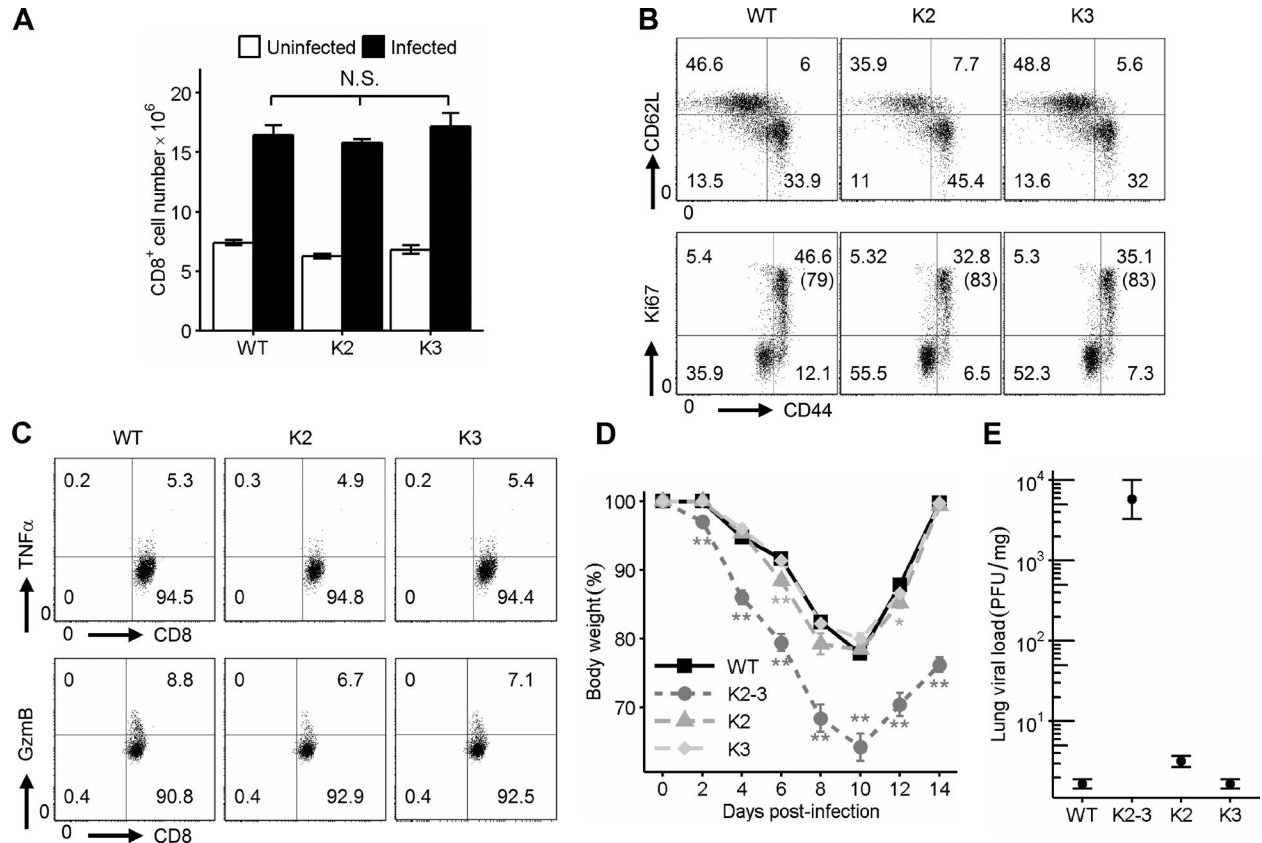 A
Uninfected Infected
N.S.
CD8+ cell number × 10^6
20
15
10
5
0
WT K2 K3
B
WT K2 K3
CD62L
46.6 6 35.9 7.7 48.8 5.6
13.5 33.9 11 45.4 13.6 32
0
0
Ki67
5.4 46.6 5.32 32.8 5.3 35.1
(79) (83) (83)
35.9 12.1 55.5 6.5 52.3 7.3
0
0 CD44
C
WT K2 K3
TNFα
0.2 5.3 0.3 4.9 0.2 5.4
0 94.5 0 94.8 0 94.4
0
0 CD8
GzmB
0 8.8 0 6.7 0 7.1
0.4 90.8 0.4 92.9 0.4 92.5
0
0 CD8
D
Body weight(%)
100
90
80
70
** ** ** ** ** ** ** ** *
WT
K2-3
K2
K3
0 2 4 6 8 10 12 14
Days post-infection
E
Lung viral load(PFU/mg)
10^4
10^3
10^2
10^1
WT K2-3 K2 K3